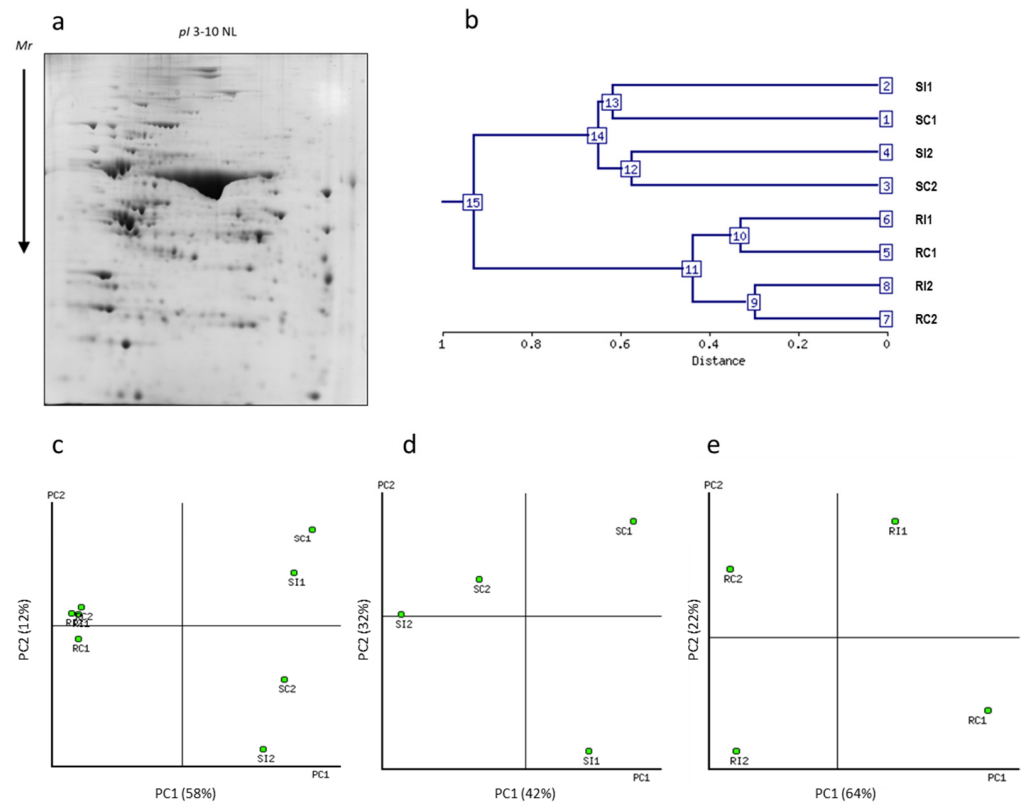 a
pI 3-10 NL
Mr
b
2 SI1
13
1 SC1
14
4 SI2
12
3 SC2
15
6 RI1
10
5 RC1
11
8 RI2
9
7 RC2
1 0.8 0.6 0.4 0.2 0
Distance
c
PC2
SC1
SI1
RC1
SC2
SI2
PC2 (12%)
PC1
PC1 (58%)
d
PC2
SC1
SC2
SI2
SI1
PC2 (32%)
PC1
PC1 (42%)
e
PC2
RI1
RC2
RC1
RI2
PC2 (22%)
PC1
PC1 (64%)